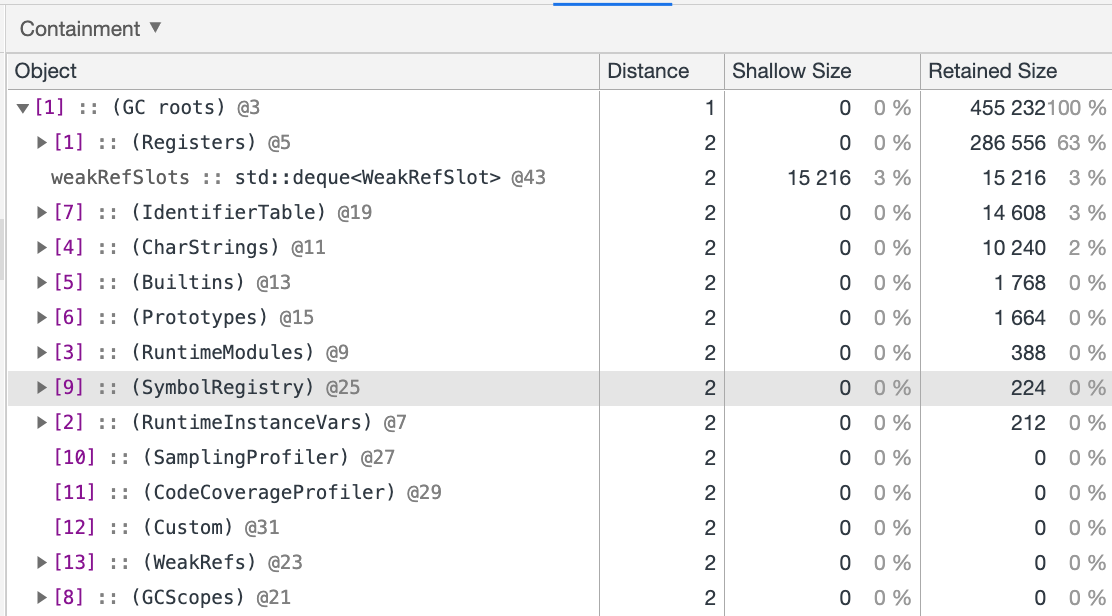 Containment ▼
Object Distance Shallow Size Retained Size
▼[1] :: (GC roots) @3 1 0 0 % 455 232 100 %
▶[1] :: (Registers) @5 2 0 0 % 286 556 63 %
weakRefSlots :: std::deque<WeakRefSlot> @43 2 15 216 3 % 15 216 3 %
▶[7] :: (IdentifierTable) @19 2 0 0 % 14 608 3 %
▶[4] :: (CharStrings) @11 2 0 0 % 10 240 2 %
▶[5] :: (Builtins) @13 2 0 0 % 1 768 0 %
▶[6] :: (Prototypes) @15 2 0 0 % 1 664 0 %
▶[3] :: (RuntimeModules) @9 2 0 0 % 388 0 %
▶[9] :: (SymbolRegistry) @25 2 0 0 % 224 0 %
▶[2] :: (RuntimeInstanceVars) @7 2 0 0 % 212 0 %
[10] :: (SamplingProfiler) @27 2 0 0 % 0 0 %
[11] :: (CodeCoverageProfiler) @29 2 0 0 % 0 0 %
[12] :: (Custom) @31 2 0 0 % 0 0 %
▶[13] :: (WeakRefs) @23 2 0 0 % 0 0 %
▶[8] :: (GCScopes) @21 2 0 0 % 0 0 %